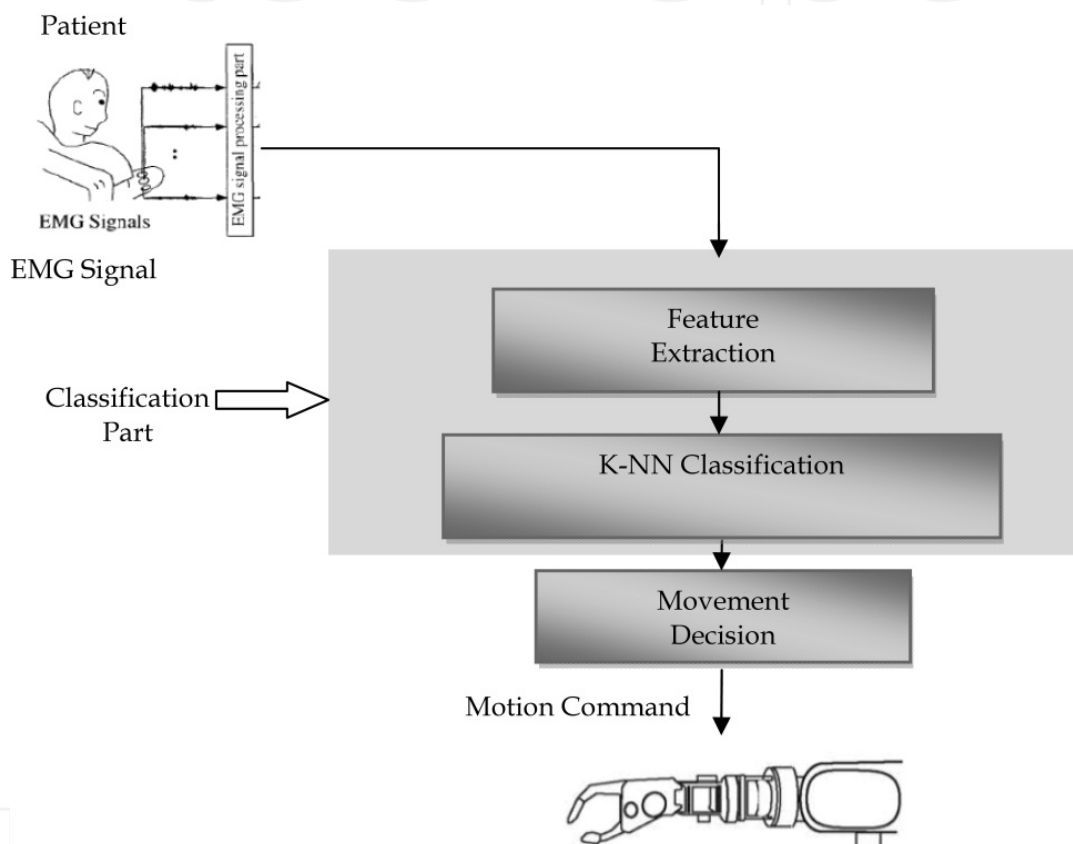 Patient
EMG signal processing part
EMG Signals
EMG Signal
Feature
Extraction
Classification
Part
K-NN Classification
Movement
Decision
Motion Command